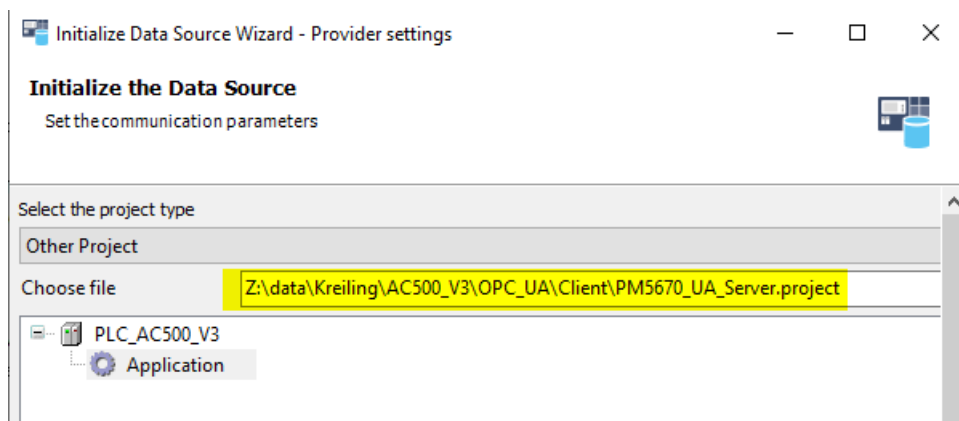 Initialize Data Source Wizard - Provider settings
Initialize the Data Source
Set the communication parameters
Select the project type
Other Project
Choose file Z:\data\Kreiling\AC500_V3\OPC_UA\Client\PM5670_UA_Server.project
PLC_AC500_V3
Application